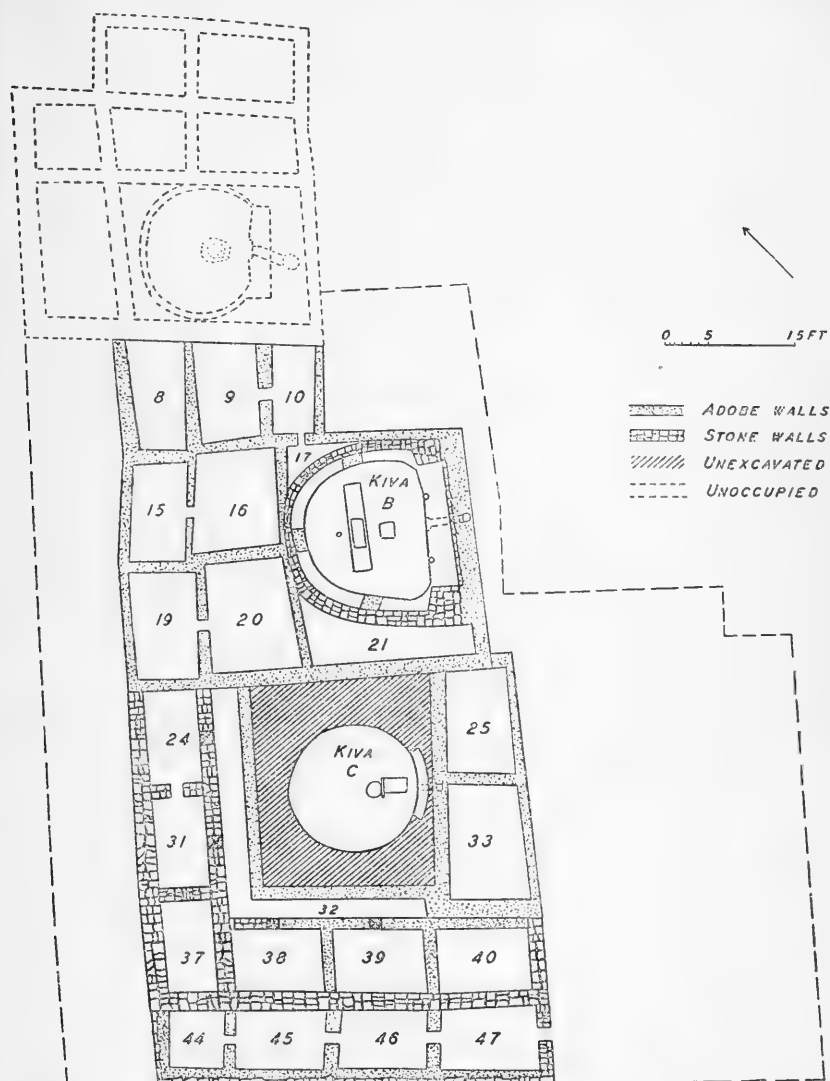 0 5 15 FT
ADOBE WALLS
STONE WALLS
UNEXCAVATED
UNOCCUPIED
8 9 10
17
KIVA
B
15 16
19 20
21
24
KIVA
C
25
31
33
32
37 38 39 40
44 45 46 47